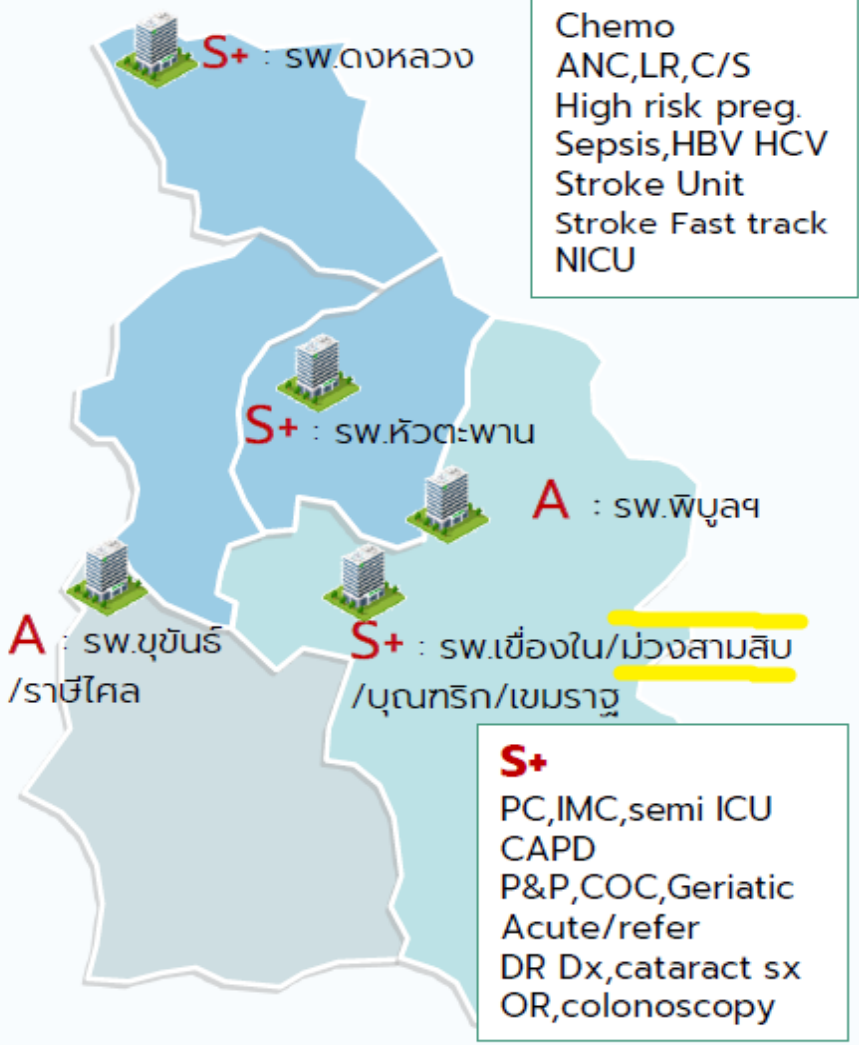 S+ : รพ.ดงหลวง
Chemo
ANC,LR,C/S
High risk preg.
Sepsis,HBV HCV
Stroke Unit
Stroke Fast track
NICU
S+ : รพ.หัวตะพาน
A : รพ.พิบูลฯ
A : รพ.ขุขันธ์
/ราษีไศล
S+ : รพ.เขื่องใน/ม่วงสามสิบ
/บุณฑริก/เขมราฐ
S+
PC,IMC,semi ICU
CAPD
P&P,COC,Geriatic
Acute/refer
DR Dx,cataract sx
OR,colonoscopy